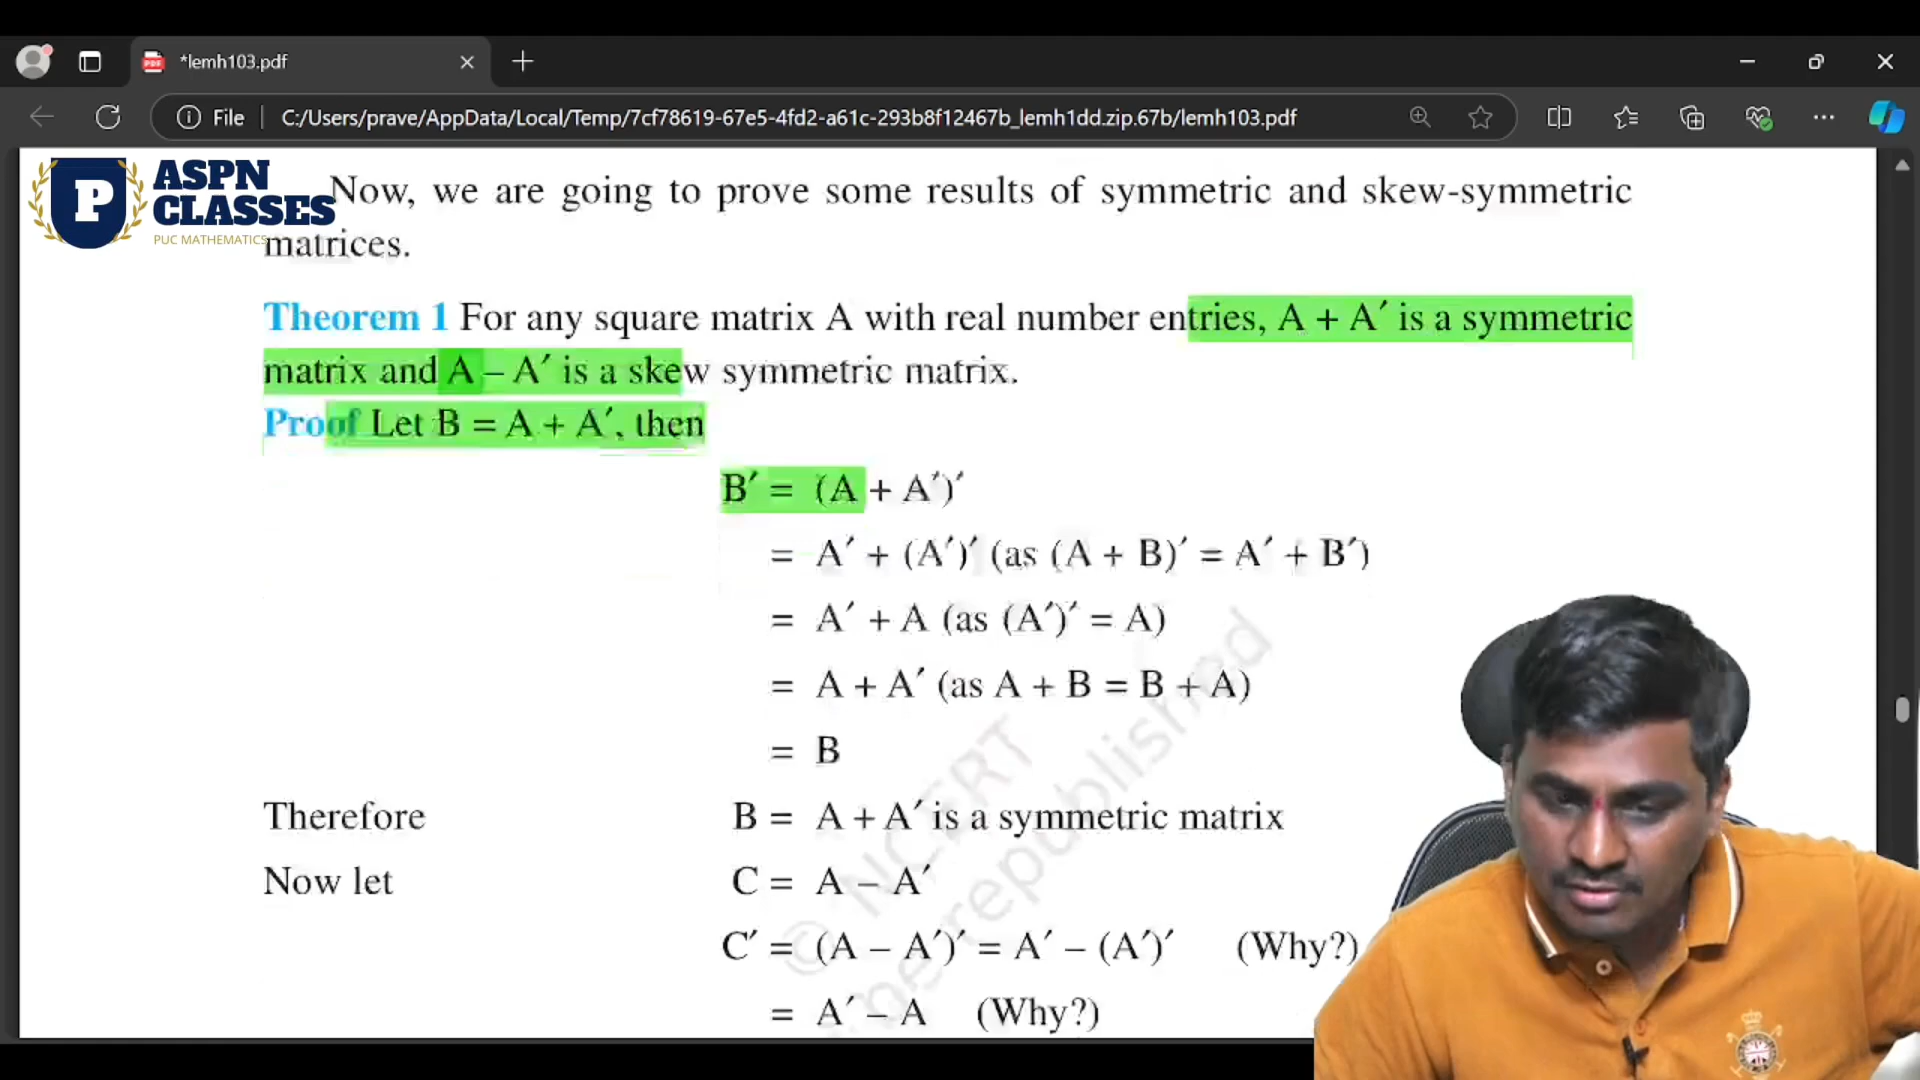 *lemh103.pdf
File
C:/Users/prave/AppData/Local/Temp/7cf78619-67e5-4fd2-a61c-293b8f12467b_lemh1dd.zip.67b/lemh103.pdf
P
ASPN
CLASSES
PUC MATHEMATICS
Now, we are going to prove some results of symmetric and skew-symmetric
matrices.
Theorem 1 For any square matrix A with real number entries, A + A′ is a symmetric
matrix and A – A′ is a skew symmetric matrix.
Proof Let B = A + A′, then
B′ = (A + A′)′
= A′ + (A′)′ (as (A + B)′ = A′ + B′)
= A′ + A (as (A′)′ = A)
= A + A′ (as A + B = B + A)
= B
Therefore B = A + A′ is a symmetric matrix
Now let C = A – A′
C′ = (A – A′)′ = A′ – (A′)′ (Why?)
= A′ – A (Why?)
© NCERT
republished